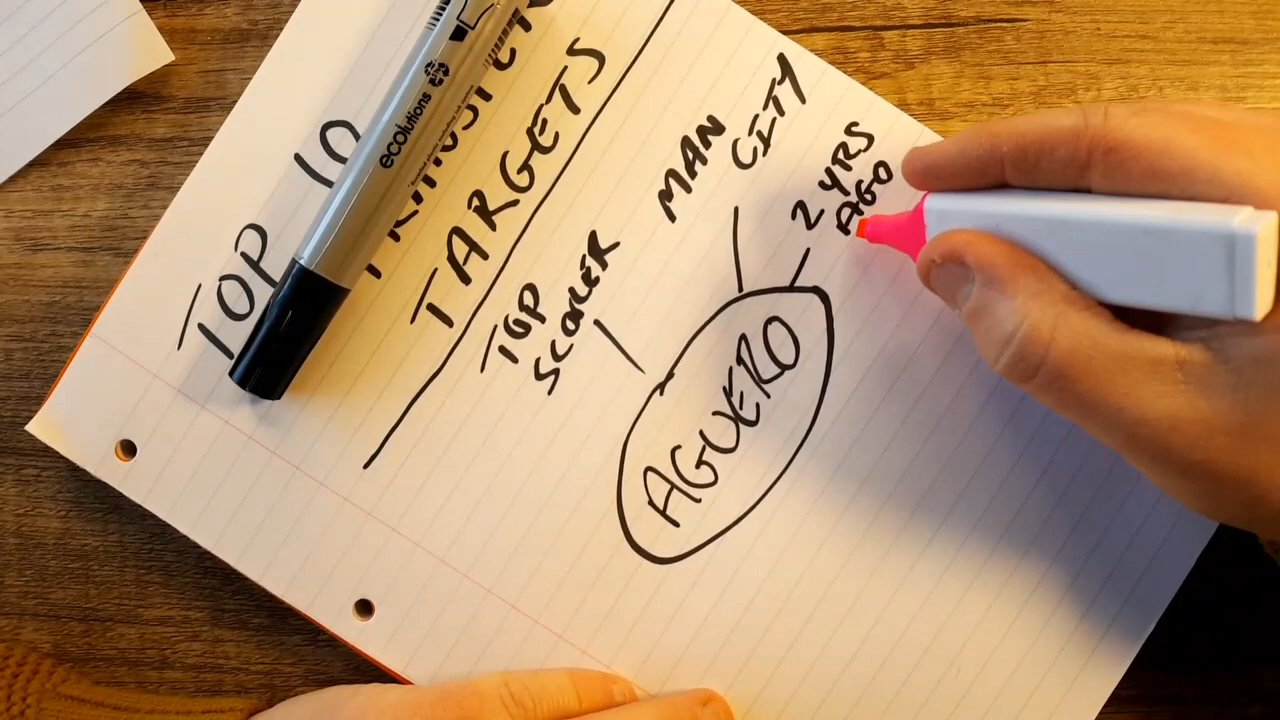 TOP 10
TARGETS
TOP
SCORER
MAN
CITY
2 YRS
AGO
AGUERO
ecolutions